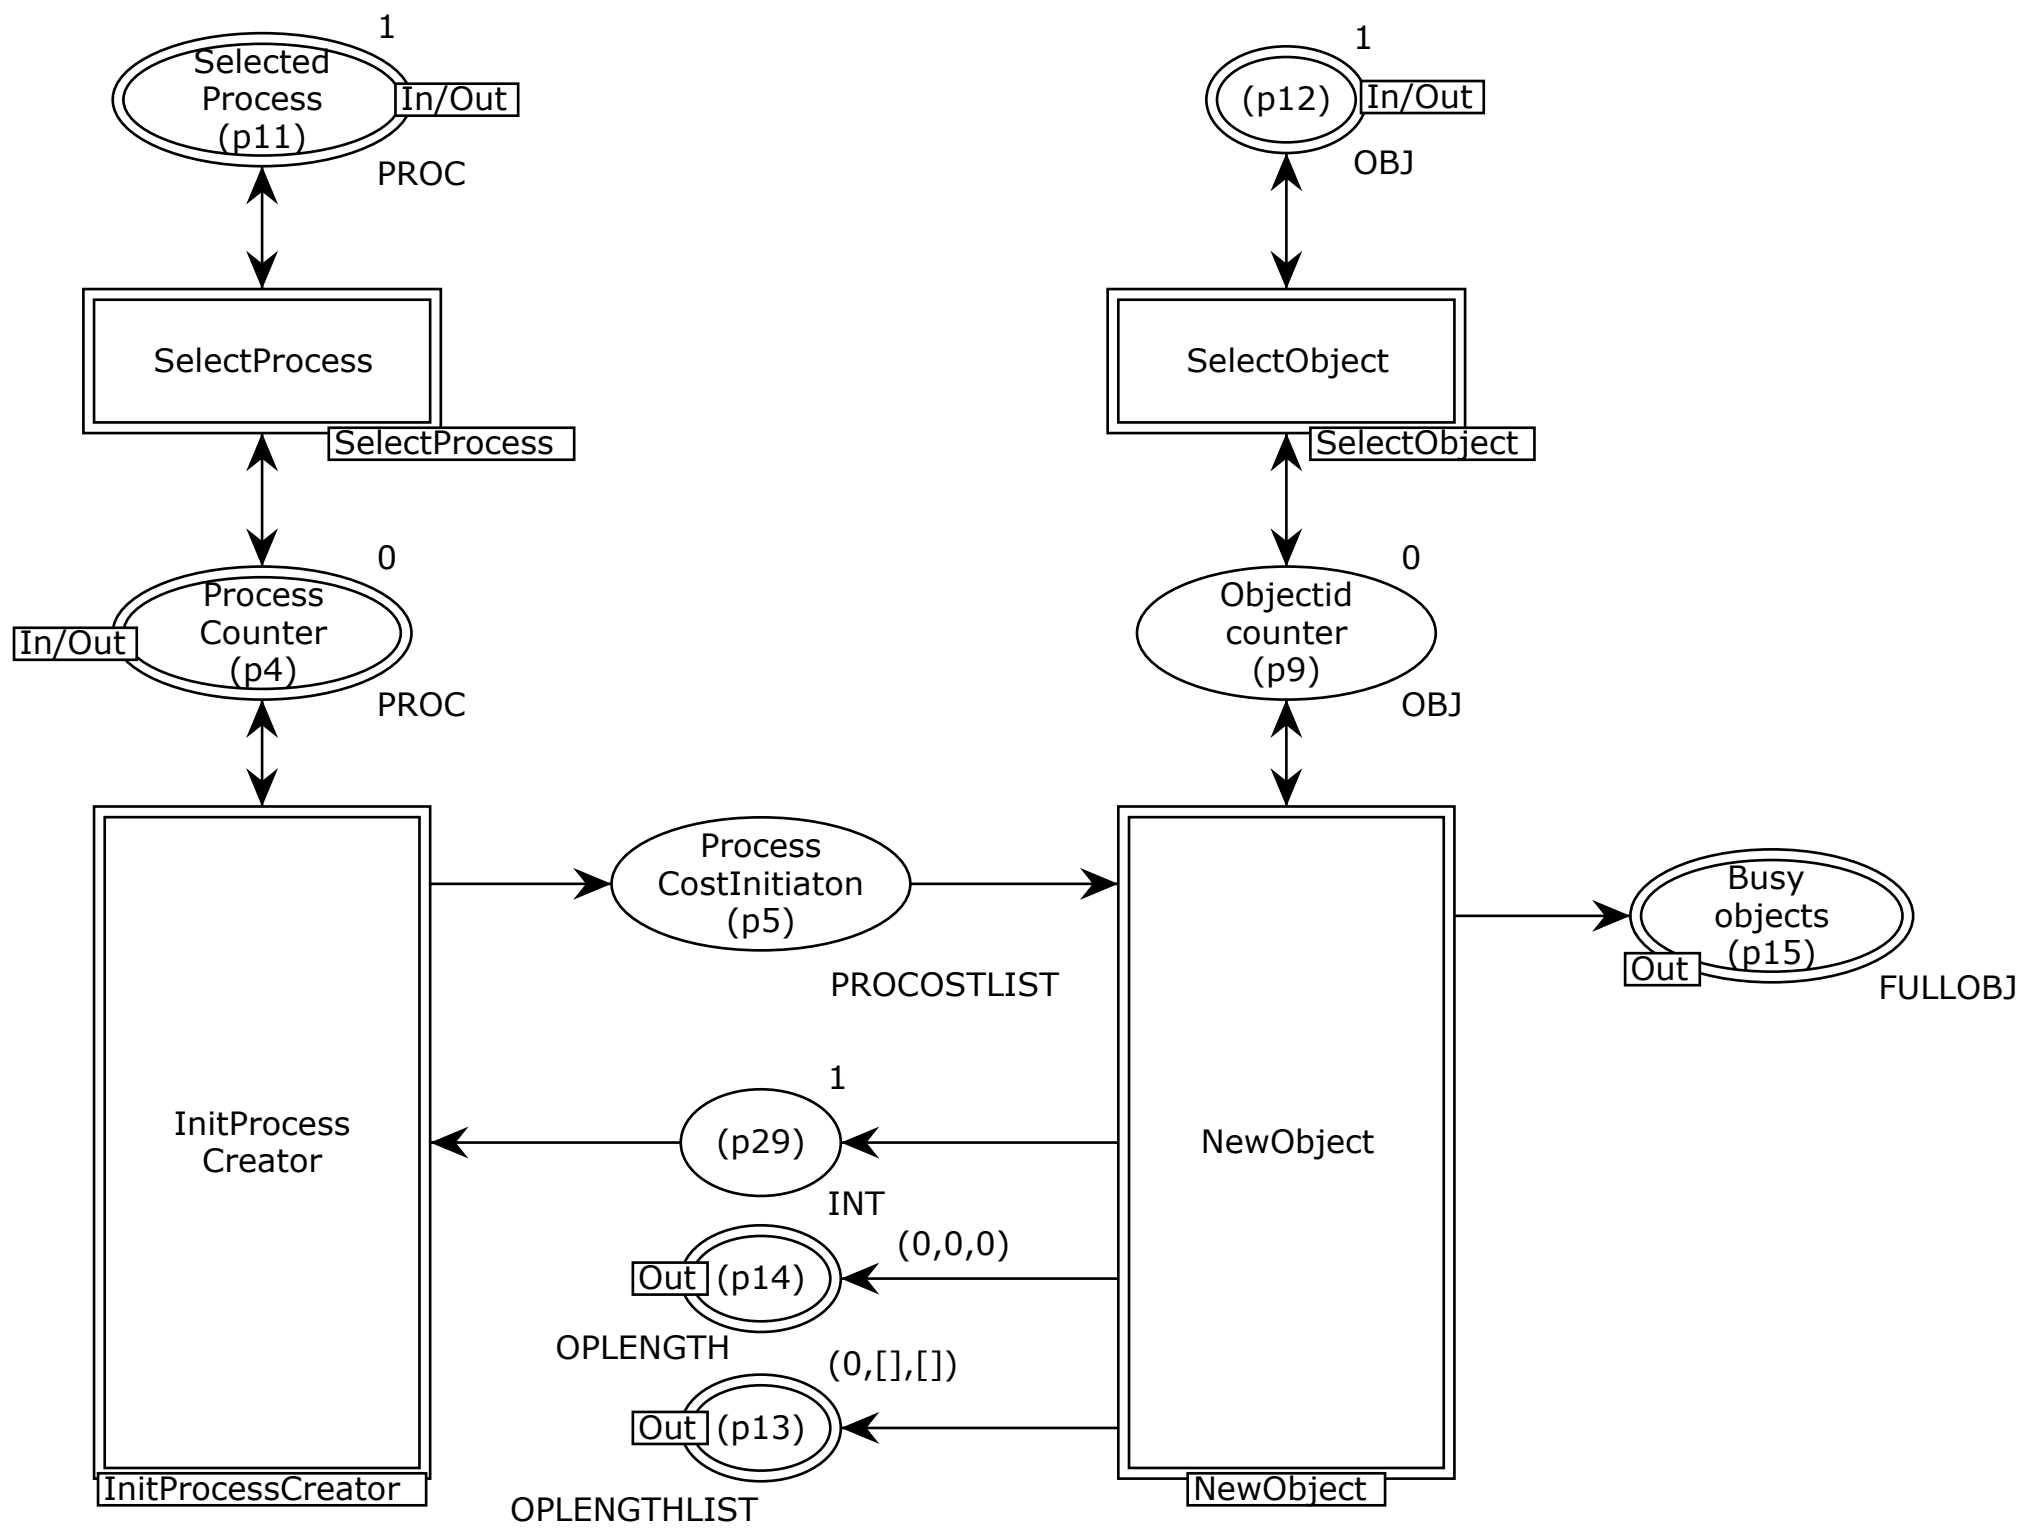 1
Selected
Process
(p11)
In/Out
PROC
1
(p12)
In/Out
OBJ
SelectProcess
SelectProcess
SelectObject
SelectObject
0
Process
Counter
(p4)
In/Out
PROC
0
Objectid
counter
(p9)
OBJ
InitProcess
Creator
InitProcessCreator
Process
CostInitiaton
(p5)
PROCOSTLIST
1
(p29)
INT
(0,0,0)
Out
(p14)
OPLENGTH
(0,[],[])
Out
(p13)
OPLENGTHLIST
NewObject
NewObject
Busy
objects
(p15)
Out
FULLOBJ